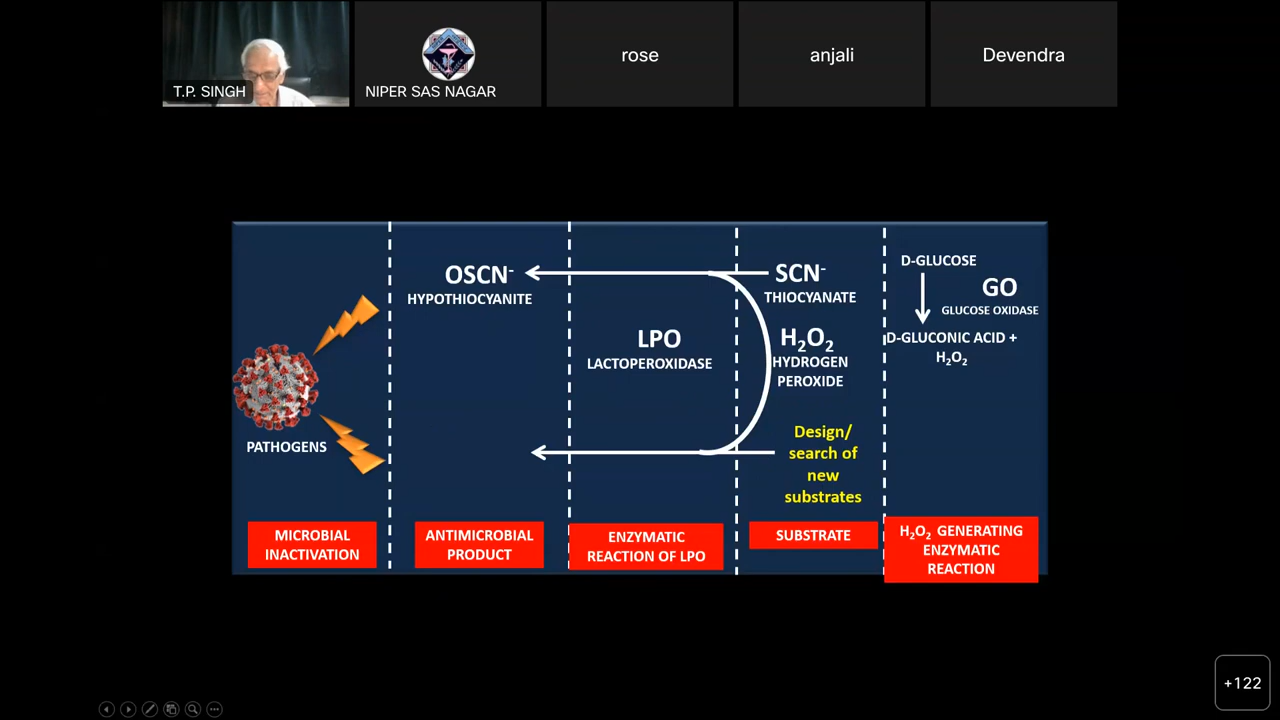 T.P. SINGH
NIPER SAS NAGAR
rose
anjali
Devendra
OSCN⁻
HYPOTHIOCYANITE
SCN⁻
THIOCYANATE
D-GLUCOSE
GO
GLUCOSE OXIDASE
D-GLUCONIC ACID +
H₂O₂
LPO
LACTOPEROXIDASE
H₂O₂
HYDROGEN
PEROXIDE
PATHOGENS
Design/
search of
new
substrates
MICROBIAL
INACTIVATION
ANTIMICROBIAL
PRODUCT
ENZYMATIC
REACTION OF LPO
SUBSTRATE
H₂O₂ GENERATING
ENZYMATIC
REACTION
+122